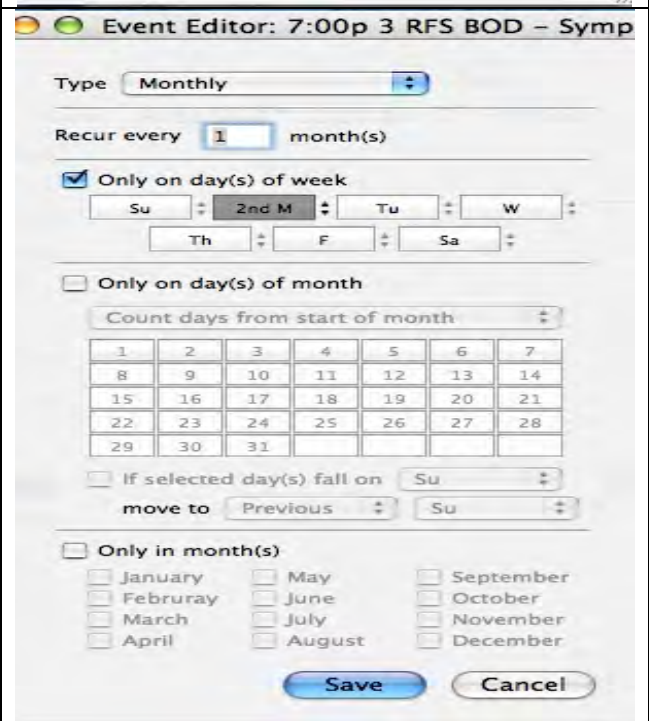 Event Editor: 7:00p 3 RFS BOD – Symp
Type Monthly
Recur every 1 month(s)
Only on day(s) of week
Su 2nd M Tu W
Th F Sa
Only on day(s) of month
Count days from start of month
1 2 3 4 5 6 7
8 9 10 11 12 13 14
15 16 17 18 19 20 21
22 23 24 25 26 27 28
29 30 31
If selected day(s) fall on Su
move to Previous Su
Only in month(s)
January May September
Februray June October
March July November
April August December
Save Cancel